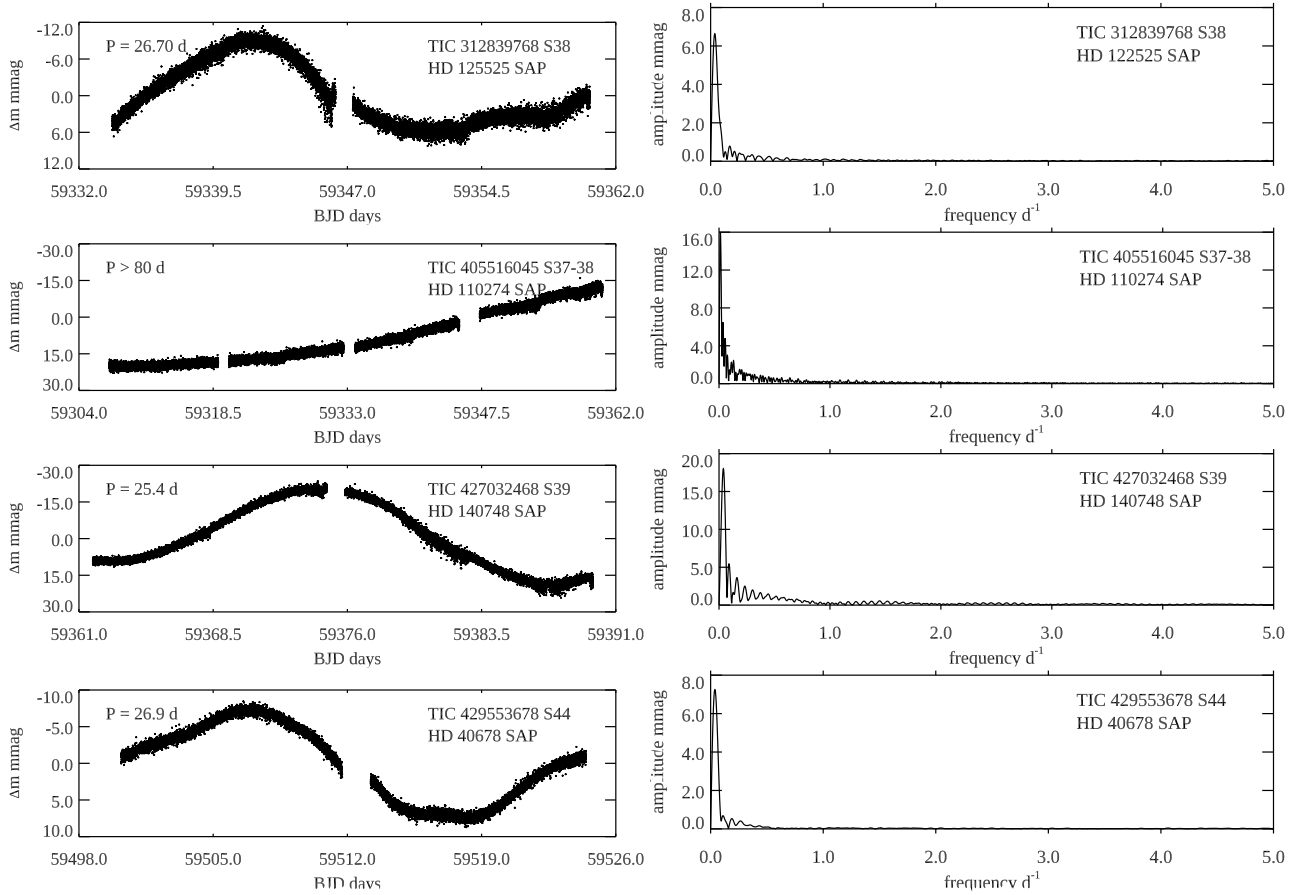 Δm mmag
-12.0
-6.0
0.0
6.0
12.0
P = 26.70 d
TIC 312839768 S38
HD 125525 SAP
59332.0 59339.5 59347.0 59354.5 59362.0
BJD days
amplitude mmag
8.0
6.0
4.0
2.0
0.0
TIC 312839768 S38
HD 122525 SAP
0.0 1.0 2.0 3.0 4.0 5.0
frequency d-1
Δm mmag
-30.0
-15.0
0.0
15.0
30.0
P > 80 d
TIC 405516045 S37-38
HD 110274 SAP
59304.0 59318.5 59333.0 59347.5 59362.0
BJD days
amplitude mmag
16.0
12.0
8.0
4.0
0.0
TIC 405516045 S37-38
HD 110274 SAP
0.0 1.0 2.0 3.0 4.0 5.0
frequency d-1
Δm mmag
-30.0
-15.0
0.0
15.0
30.0
P = 25.4 d
TIC 427032468 S39
HD 140748 SAP
59361.0 59368.5 59376.0 59383.5 59391.0
BJD days
amplitude mmag
20.0
15.0
10.0
5.0
0.0
TIC 427032468 S39
HD 140748 SAP
0.0 1.0 2.0 3.0 4.0 5.0
frequency d-1
Δm mmag
-10.0
-5.0
0.0
5.0
10.0
P = 26.9 d
TIC 429553678 S44
HD 40678 SAP
59498.0 59505.0 59512.0 59519.0 59526.0
BJD days
amplitude mmag
8.0
6.0
4.0
2.0
0.0
TIC 429553678 S44
HD 40678 SAP
0.0 1.0 2.0 3.0 4.0 5.0
frequency d-1